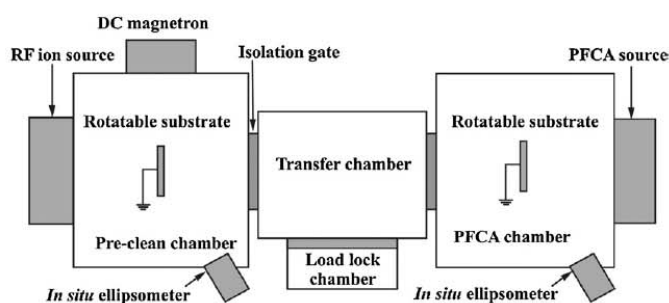 DC magnetron
RF ion source
Isolation gate
PFCA source
Rotatable substrate
Rotatable substrate
Transfer chamber
Pre-clean chamber
PFCA chamber
Load lock
chamber
In situ ellipsometer
In situ ellipsometer